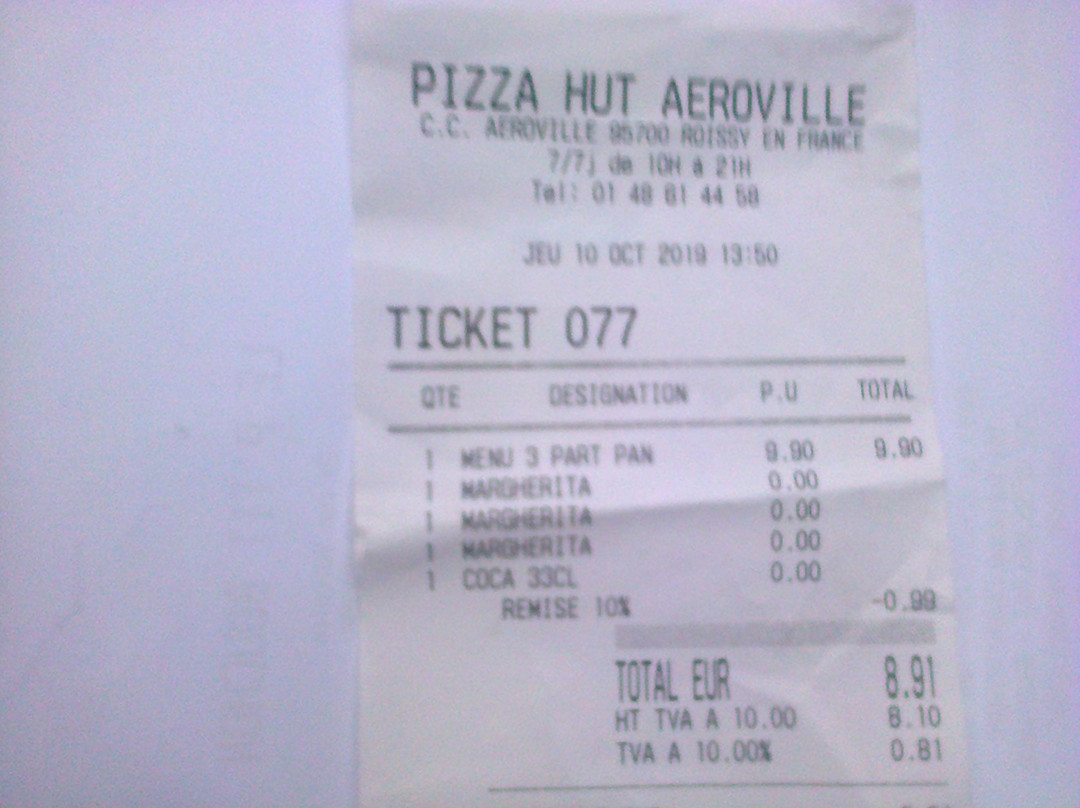 PIZZA HUT AEROVILLE
C.C. AEROVILLE 95700 ROISSY EN FRANCE
7/7j de 10H à 21H
Tel: 01 48 61 44 58
JEU 10 OCT 2019 13:50
TICKET 077
QTE DESIGNATION P.U TOTAL
1 MENU 3 PART PAN 9.90 9.90
1 MARGHERITA 0.00
1 MARGHERITA 0.00
1 MARGHERITA 0.00
1 COCA 33CL 0.00
REMISE 10% -0.99
TOTAL EUR 8.91
HT TVA A 10.00 8.10
TVA A 10.00% 0.81